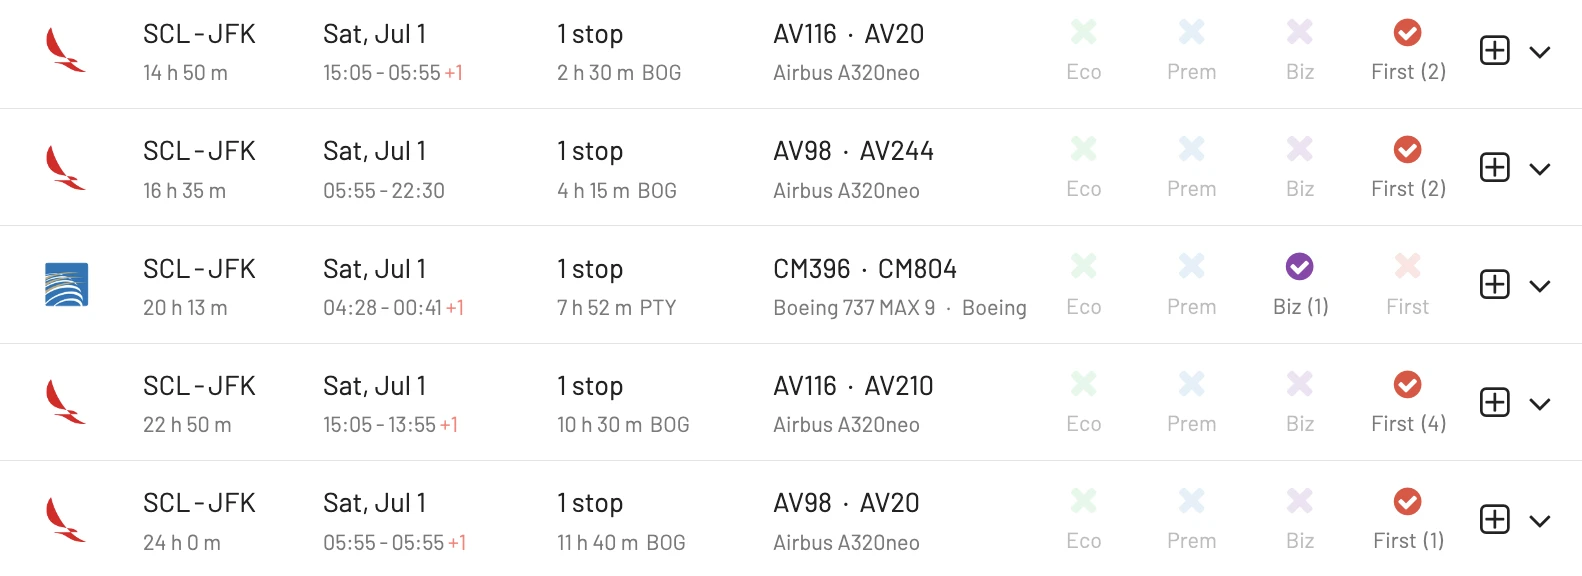 SCL-JFK Sat, Jul 1 1 stop AV116 · AV20
14 h 50 m 15:05 - 05:55 +1 2 h 30 m BOG Airbus A320neo Eco Prem Biz First (2)
SCL-JFK Sat, Jul 1 1 stop AV98 · AV244
16 h 35 m 05:55 - 22:30 4 h 15 m BOG Airbus A320neo Eco Prem Biz First (2)
SCL-JFK Sat, Jul 1 1 stop CM396 · CM804
20 h 13 m 04:28 - 00:41 +1 7 h 52 m PTY Boeing 737 MAX 9 · Boeing Eco Prem Biz (1) First
SCL-JFK Sat, Jul 1 1 stop AV116 · AV210
22 h 50 m 15:05 - 13:55 +1 10 h 30 m BOG Airbus A320neo Eco Prem Biz First (4)
SCL-JFK Sat, Jul 1 1 stop AV98 · AV20
24 h 0 m 05:55 - 05:55 +1 11 h 40 m BOG Airbus A320neo Eco Prem Biz First (1)